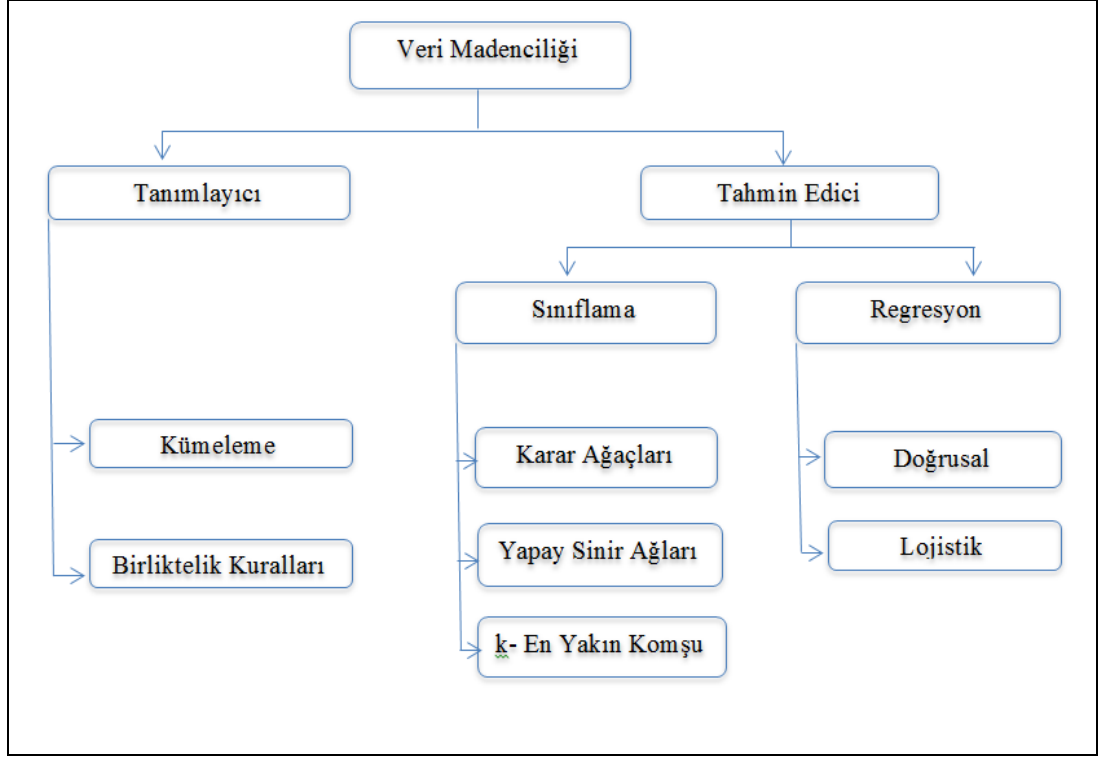 Veri Madenciliği
Tanımlayıcı
Tahmin Edici
Sınıflama
Regresyon
Kümeleme
Birliktelik Kuralları
Karar Ağaçları
Yapay Sinir Ağları
k- En Yakın Komşu
Doğrusal
Lojistik